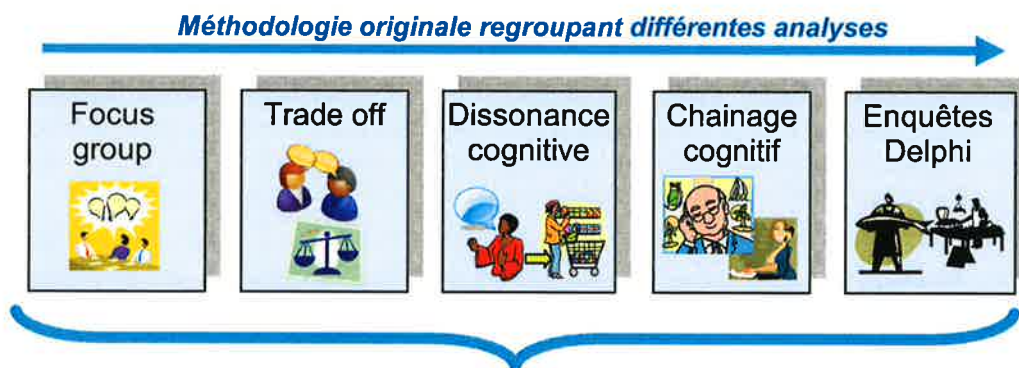 Méthodologie originale regroupant différentes analyses
Focus
group
Trade off
Dissonance
cognitive
Chainage
cognitif
Enquêtes
Delphi